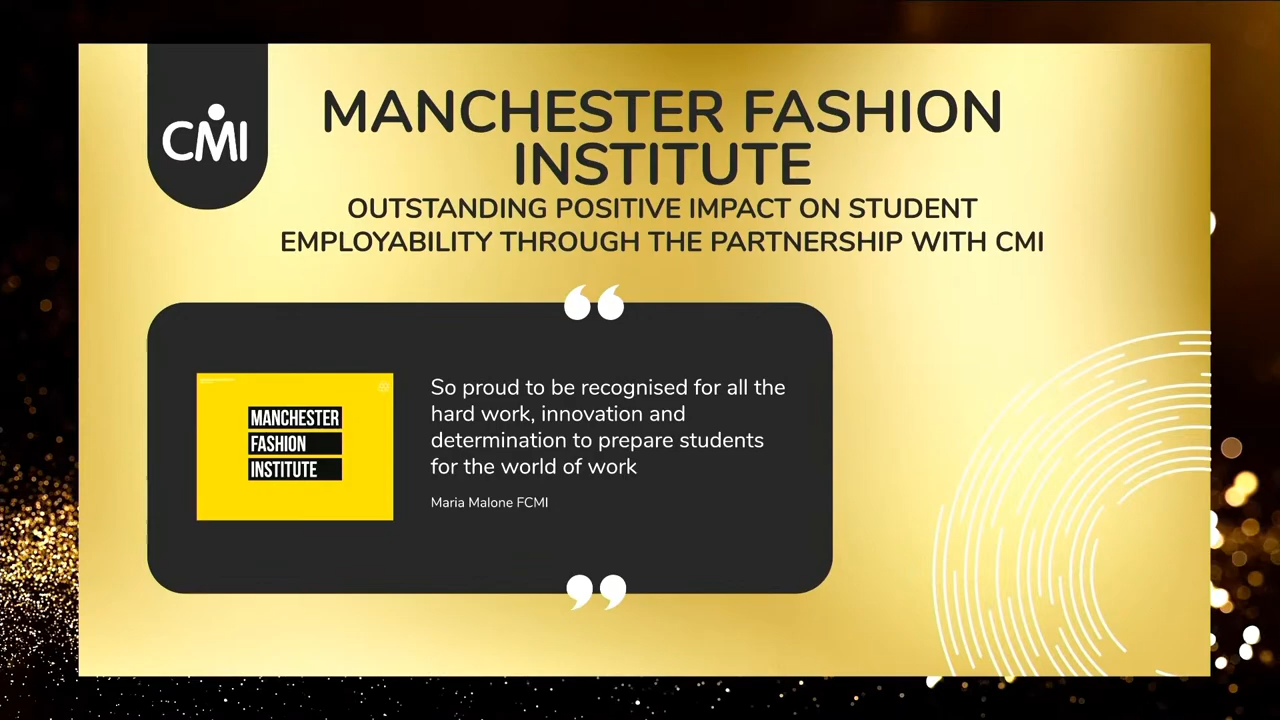 CMI
MANCHESTER FASHION
INSTITUTE
OUTSTANDING POSITIVE IMPACT ON STUDENT
EMPLOYABILITY THROUGH THE PARTNERSHIP WITH CMI
“
MANCHESTER
FASHION
INSTITUTE
So proud to be recognised for all the
hard work, innovation and
determination to prepare students
for the world of work
Maria Malone FCMI
”